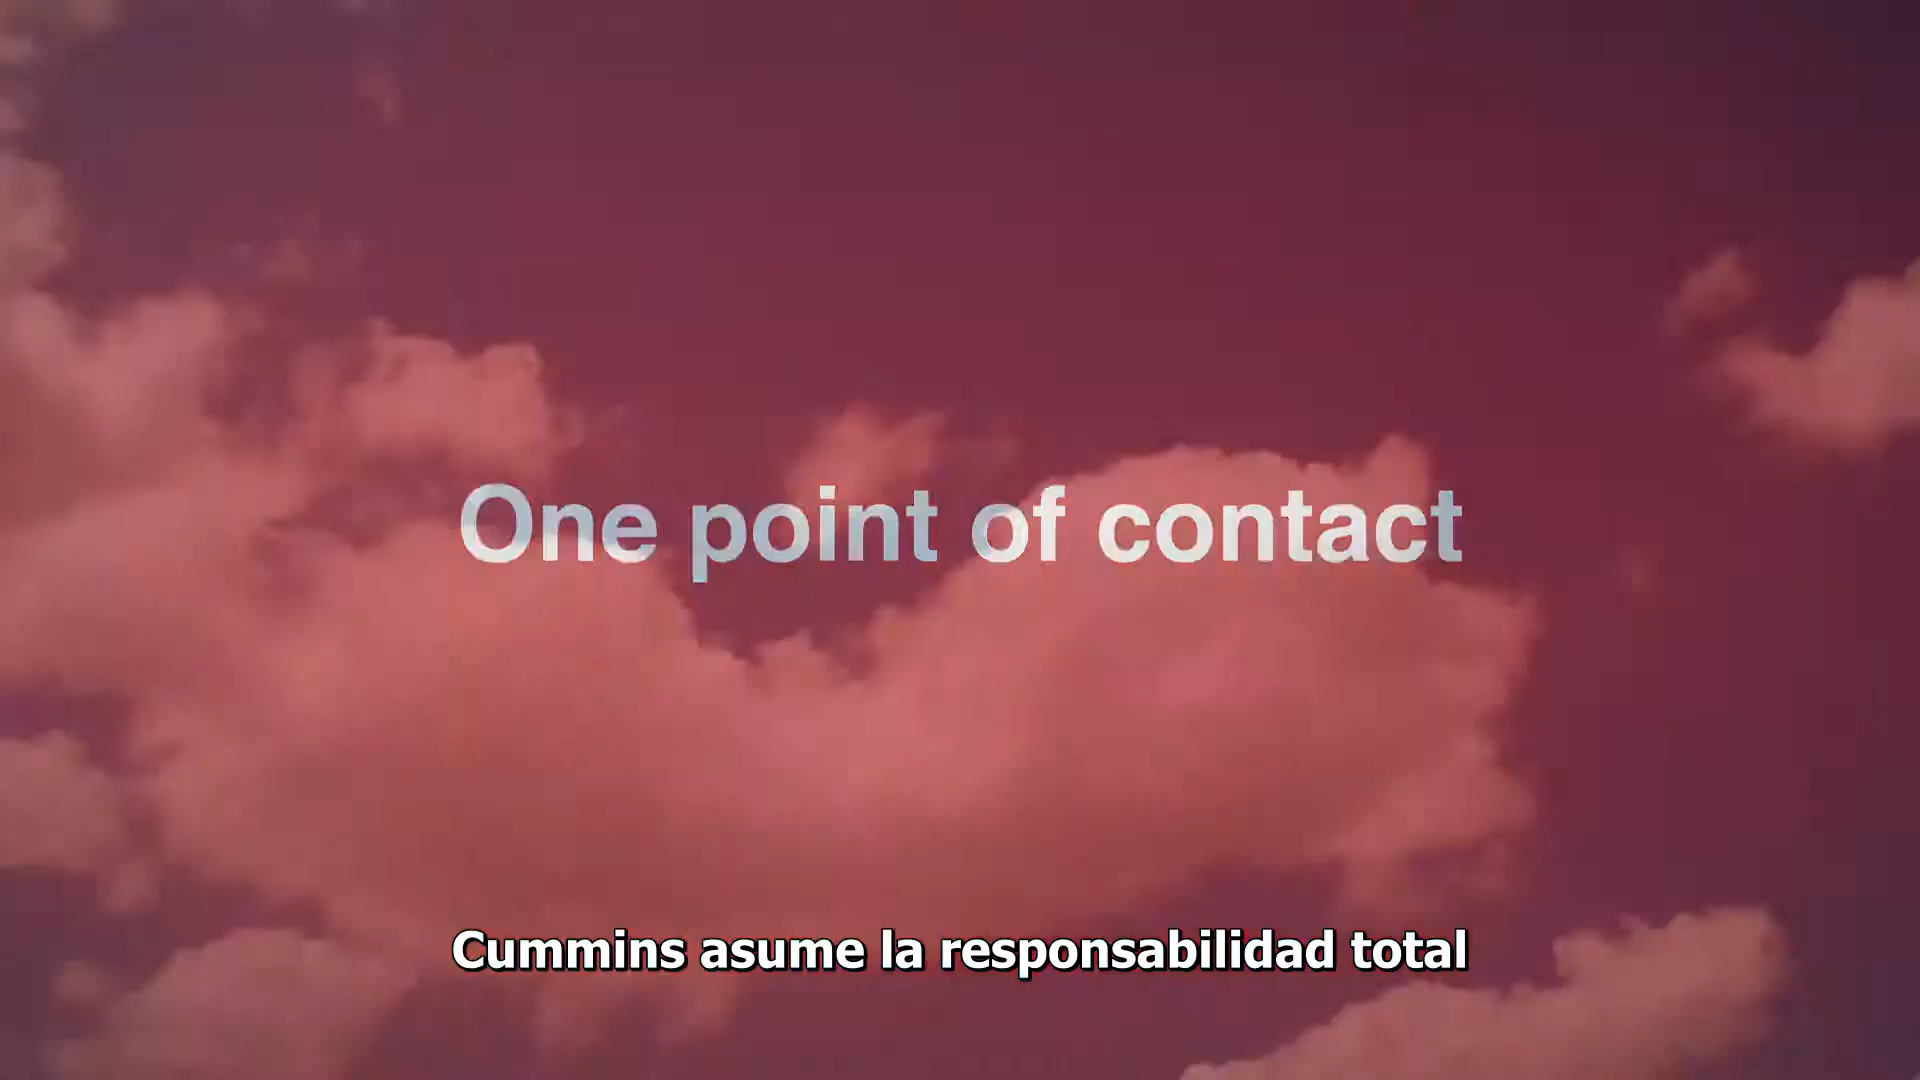 One point of contact
Cummins asume la responsabilidad total